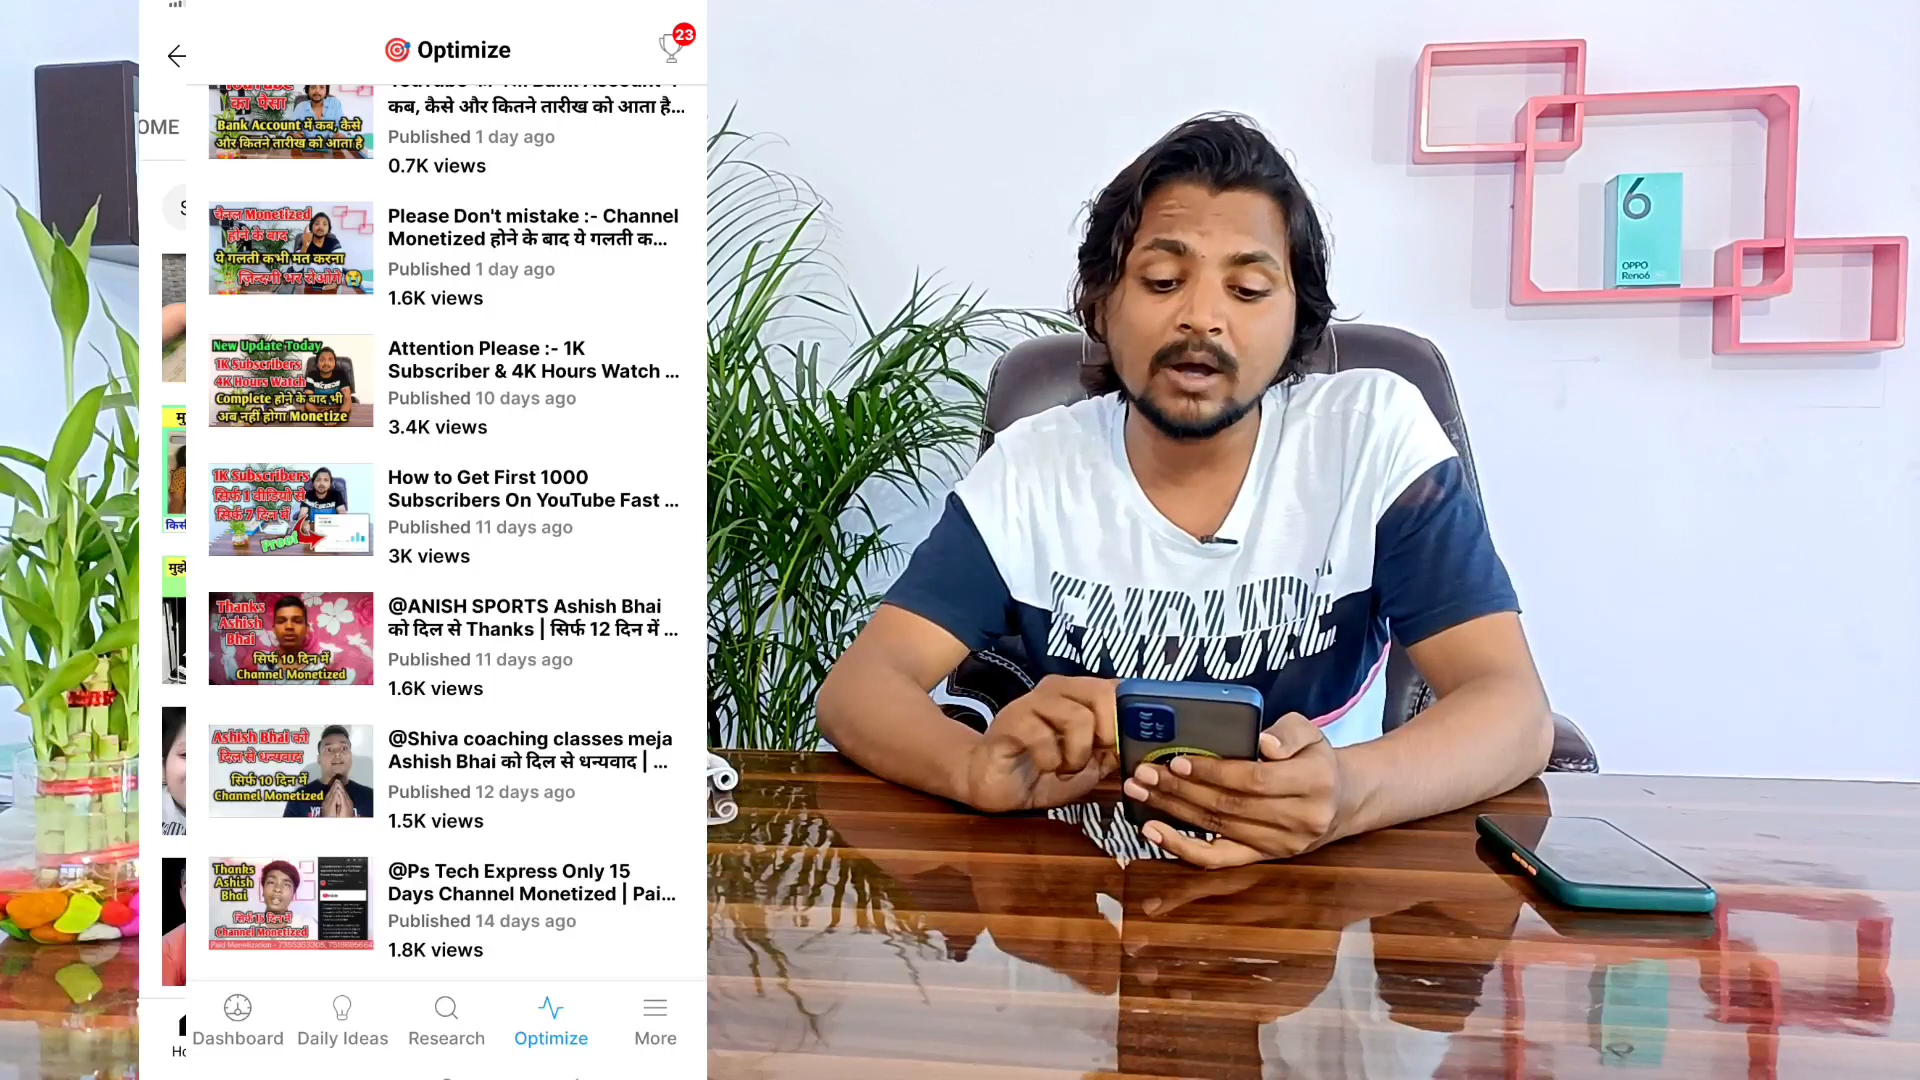 Optimize
23
OME
का पैसा
Bank Account में कब, कैसे
और कितने तारीख को आता है
कब, कैसे और कितने तारीख को आता है...
Published 1 day ago
0.7K views
चैनल Monetized
होने के बाद
ये गलती कभी मत करना
ज़िन्दगी भर रोओगे
Please Don't mistake :- Channel
Monetized होने के बाद ये गलती क...
Published 1 day ago
1.6K views
New Update Today
1K Subscribers
4K Hours Watch
Complete होने के बाद भी
अब नहीं होगा Monetize
Attention Please :- 1K
Subscriber & 4K Hours Watch ...
Published 10 days ago
3.4K views
1K Subscribers
सिर्फ 1 वीडियो से
सिर्फ 7 दिन में
Proof
How to Get First 1000
Subscribers On YouTube Fast ...
Published 11 days ago
3K views
Thanks
Ashish
Bhai
सिर्फ 10 दिन में
Channel Monetized
@ANISH SPORTS Ashish Bhai
को दिल से Thanks | सिर्फ 12 दिन में ...
Published 11 days ago
1.6K views
Ashish Bhai को
दिल से धन्यवाद
सिर्फ 10 दिन में
Channel Monetized
@Shiva coaching classes meja
Ashish Bhai को दिल से धन्यवाद | ...
Published 12 days ago
1.5K views
Thanks
Ashish
Bhai
सिर्फ 15 दिन में
Channel Monetized
@Ps Tech Express Only 15
Days Channel Monetized | Pai...
Published 14 days ago
1.8K views
Dashboard
Daily Ideas
Research
Optimize
More
6
OPPO
Reno6
ENDURE